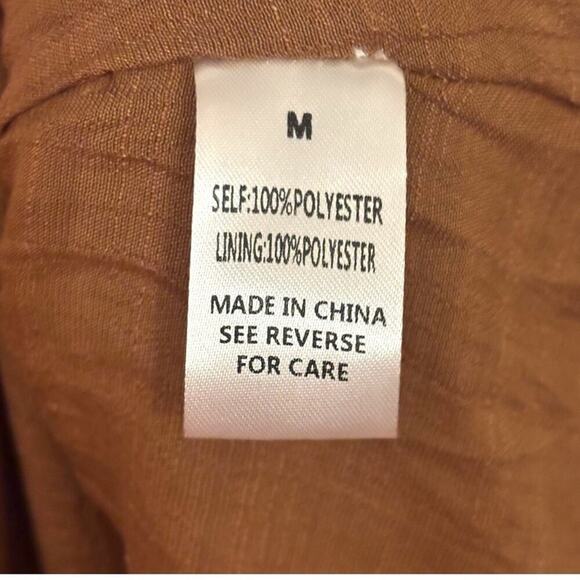 M
SELF:100%POLYESTER
LINING:100%POLYESTER
MADE IN CHINA
SEE REVERSE
FOR CARE